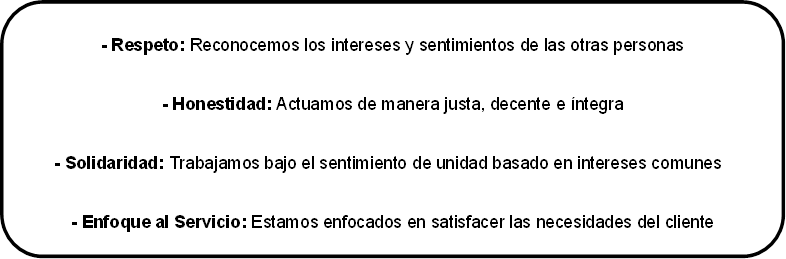 - Respeto: Reconocemos los intereses y sentimientos de las otras personas
- Honestidad: Actuamos de manera justa, decente e íntegra
- Solidaridad: Trabajamos bajo el sentimiento de unidad basado en intereses comunes
- Enfoque al Servicio: Estamos enfocados en satisfacer las necesidades del cliente